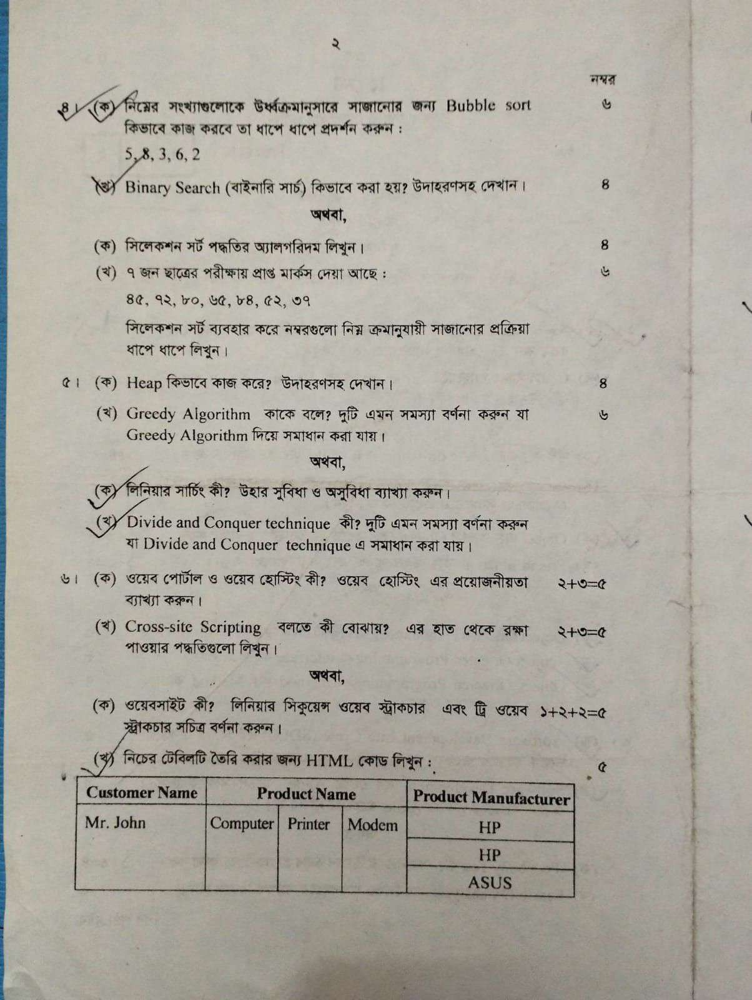 ২
নম্বর
৪। (ক) নিম্নের সংখ্যাগুলোকে উর্ধ্বক্রমানুসারে সাজানোর জন্য Bubble sort ৬
কিভাবে কাজ করবে তা ধাপে ধাপে প্রদর্শন করুন :
5, 8, 3, 6, 2
(খ) Binary Search (বাইনারি সার্চ) কিভাবে করা হয়? উদাহরণসহ দেখান। ৪
অথবা,
(ক) সিলেকশন সর্ট পদ্ধতির অ্যালগরিদম লিখুন। ৪
(খ) ৭ জন ছাত্রের পরীক্ষায় প্রাপ্ত মার্কস দেয়া আছে : ৬
৪৫, ৭২, ৮০, ৬৫, ৮৪, ৫২, ৩৭
সিলেকশন সর্ট ব্যবহার করে নম্বরগুলো নিম্ন ক্রমানুযায়ী সাজানোর প্রক্রিয়া
ধাপে ধাপে লিখুন।
৫। (ক) Heap কিভাবে কাজ করে? উদাহরণসহ দেখান। ৪
(খ) Greedy Algorithm কাকে বলে? দুটি এমন সমস্যা বর্ণনা করুন যা ৬
Greedy Algorithm দিয়ে সমাধান করা যায়।
অথবা,
(ক) লিনিয়ার সার্চিং কী? উহার সুবিধা ও অসুবিধা ব্যাখ্যা করুন।
(খ) Divide and Conquer technique কী? দুটি এমন সমস্যা বর্ণনা করুন
যা Divide and Conquer technique এ সমাধান করা যায়।
৬। (ক) ওয়েব পোর্টাল ও ওয়েব হোস্টিং কী? ওয়েব হোস্টিং এর প্রয়োজনীয়তা ২+৩=৫
ব্যাখ্যা করুন।
(খ) Cross-site Scripting বলতে কী বোঝায়? এর হাত থেকে রক্ষা ২+৩=৫
পাওয়ার পদ্ধতিগুলো লিখুন।
অথবা,
(ক) ওয়েবসাইট কী? লিনিয়ার সিকুয়েন্স ওয়েব স্ট্রাকচার এবং ট্রি ওয়েব ১+২+২=৫
স্ট্রাকচার সচিত্র বর্ণনা করুন।
(খ) নিচের টেবিলটি তৈরি করার জন্য HTML কোড লিখুন : ৫
Customer Name Product Name Product Manufacturer
Mr. John Computer Printer Modem HP
HP
ASUS